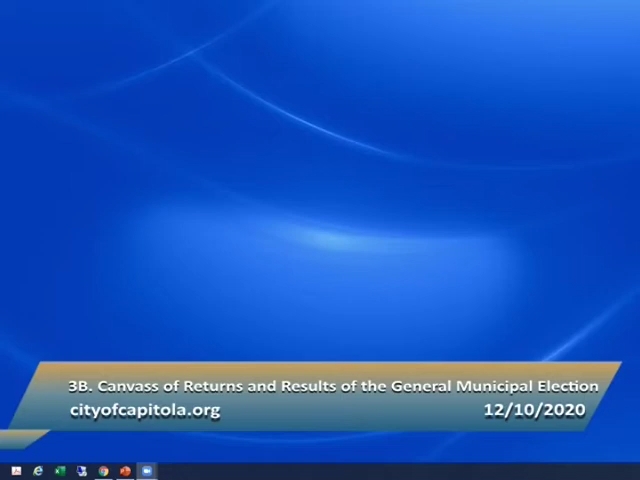 3B. Canvass of Returns and Results of the General Municipal Election
cityofcapitola.org
12/10/2020